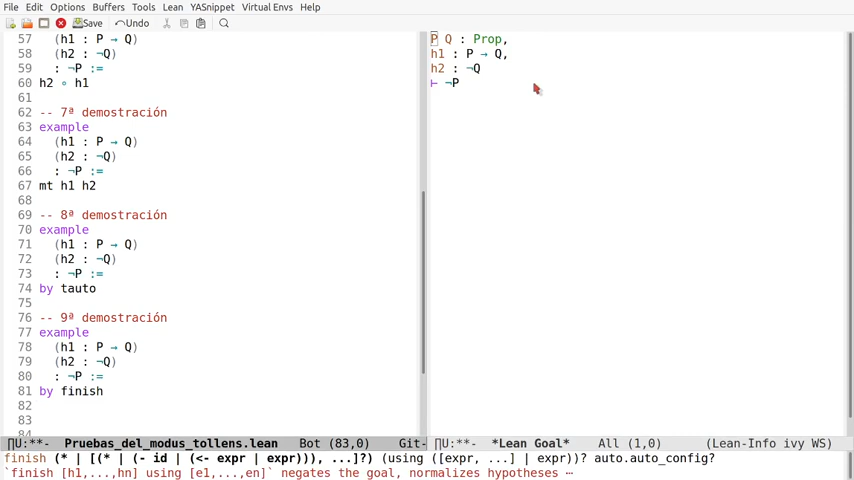 File Edit Options Buffers Tools Lean YASnippet Virtual Envs Help
Save Undo
57 (h1 : P → Q)
58 (h2 : ¬Q)
59 : ¬P :=
60 h2 ∘ h1
61
62 -- 7ª demostración
63 example
64 (h1 : P → Q)
65 (h2 : ¬Q)
66 : ¬P :=
67 mt h1 h2
68
69 -- 8ª demostración
70 example
71 (h1 : P → Q)
72 (h2 : ¬Q)
73 : ¬P :=
74 by tauto
75
76 -- 9ª demostración
77 example
78 (h1 : P → Q)
79 (h2 : ¬Q)
80 : ¬P :=
81 by finish
82
83
84
P Q : Prop,
h1 : P → Q,
h2 : ¬Q
⊢ ¬P
∏U:**- Pruebas_del_modus_tollens.lean Bot (83,0) Git-
∏U:**- *Lean Goal* All (1,0) (Lean-Info ivy WS)
finish (* | [(* | (- id | (<- expr | expr))), ...]?) (using ([expr, ...] | expr))? auto.auto_config?
`finish [h1,...,hn] using [e1,...,en]` negates the goal, normalizes hypotheses ⋯